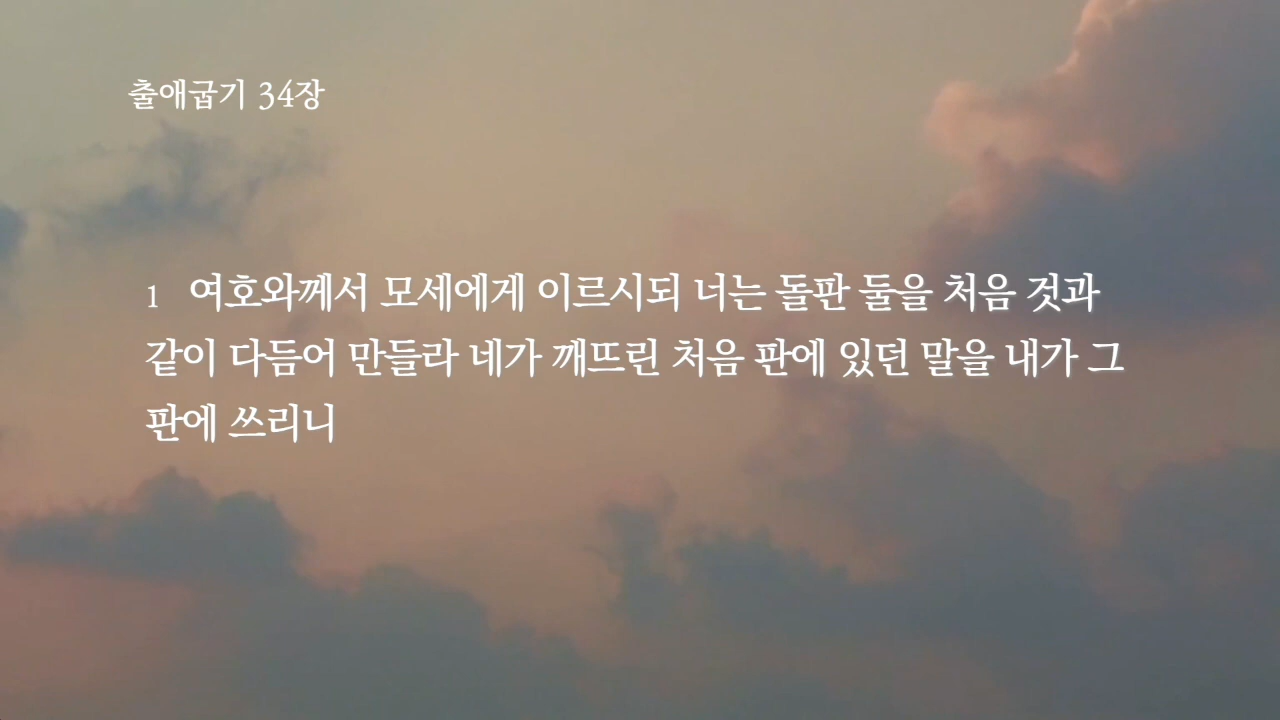 출애굽기 34장
1 여호와께서 모세에게 이르시되 너는 돌판 둘을 처음 것과
같이 다듬어 만들라 네가 깨뜨린 처음 판에 있던 말을 내가 그
판에 쓰리니